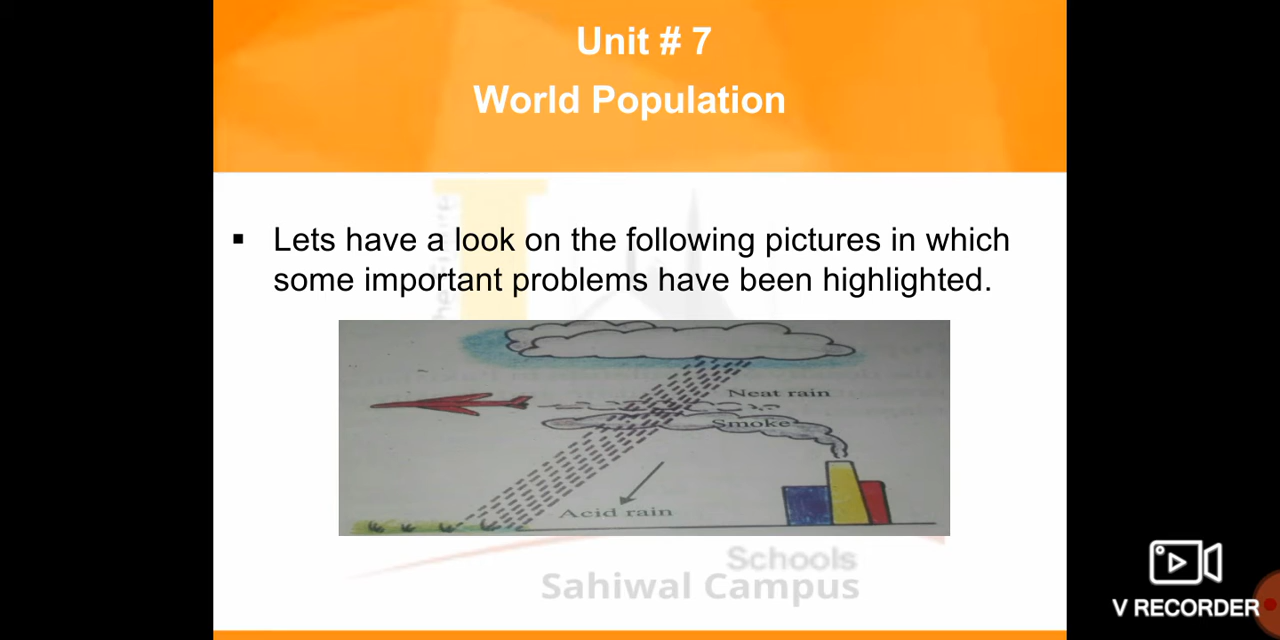 Unit # 7
World Population
▪ Lets have a look on the following pictures in which
some important problems have been highlighted.
Neat rain
Smoke
Acid rain
Schools
Sahiwal Campus
V RECORDER